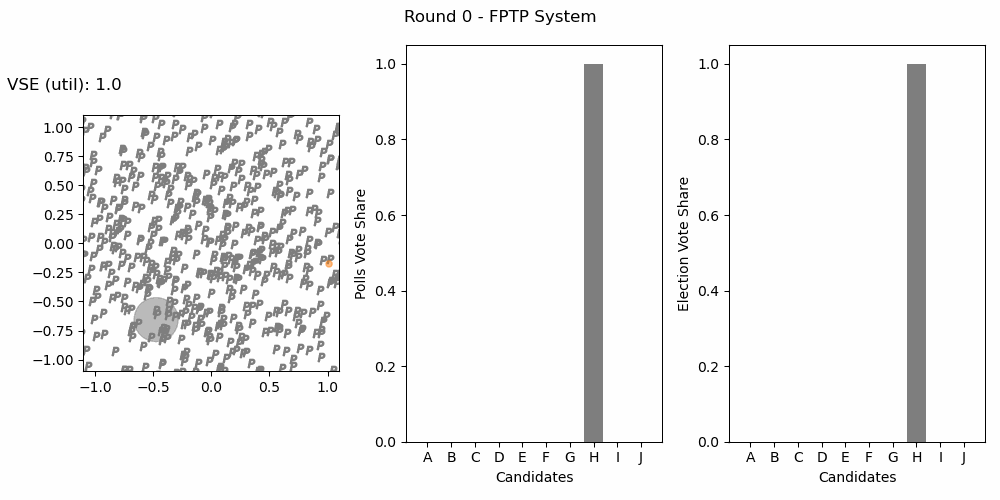 Round 0 - FPTP System
VSE (util): 1.0
1.00
0.75
0.50
0.25
0.00
−0.25
−0.50
−0.75
−1.00
−1.0 −0.5 0.0 0.5 1.0
Polls Vote Share
1.0
0.8
0.6
0.4
0.2
0.0
A B C D E F G H I J
Candidates
Election Vote Share
1.0
0.8
0.6
0.4
0.2
0.0
A B C D E F G H I J
Candidates